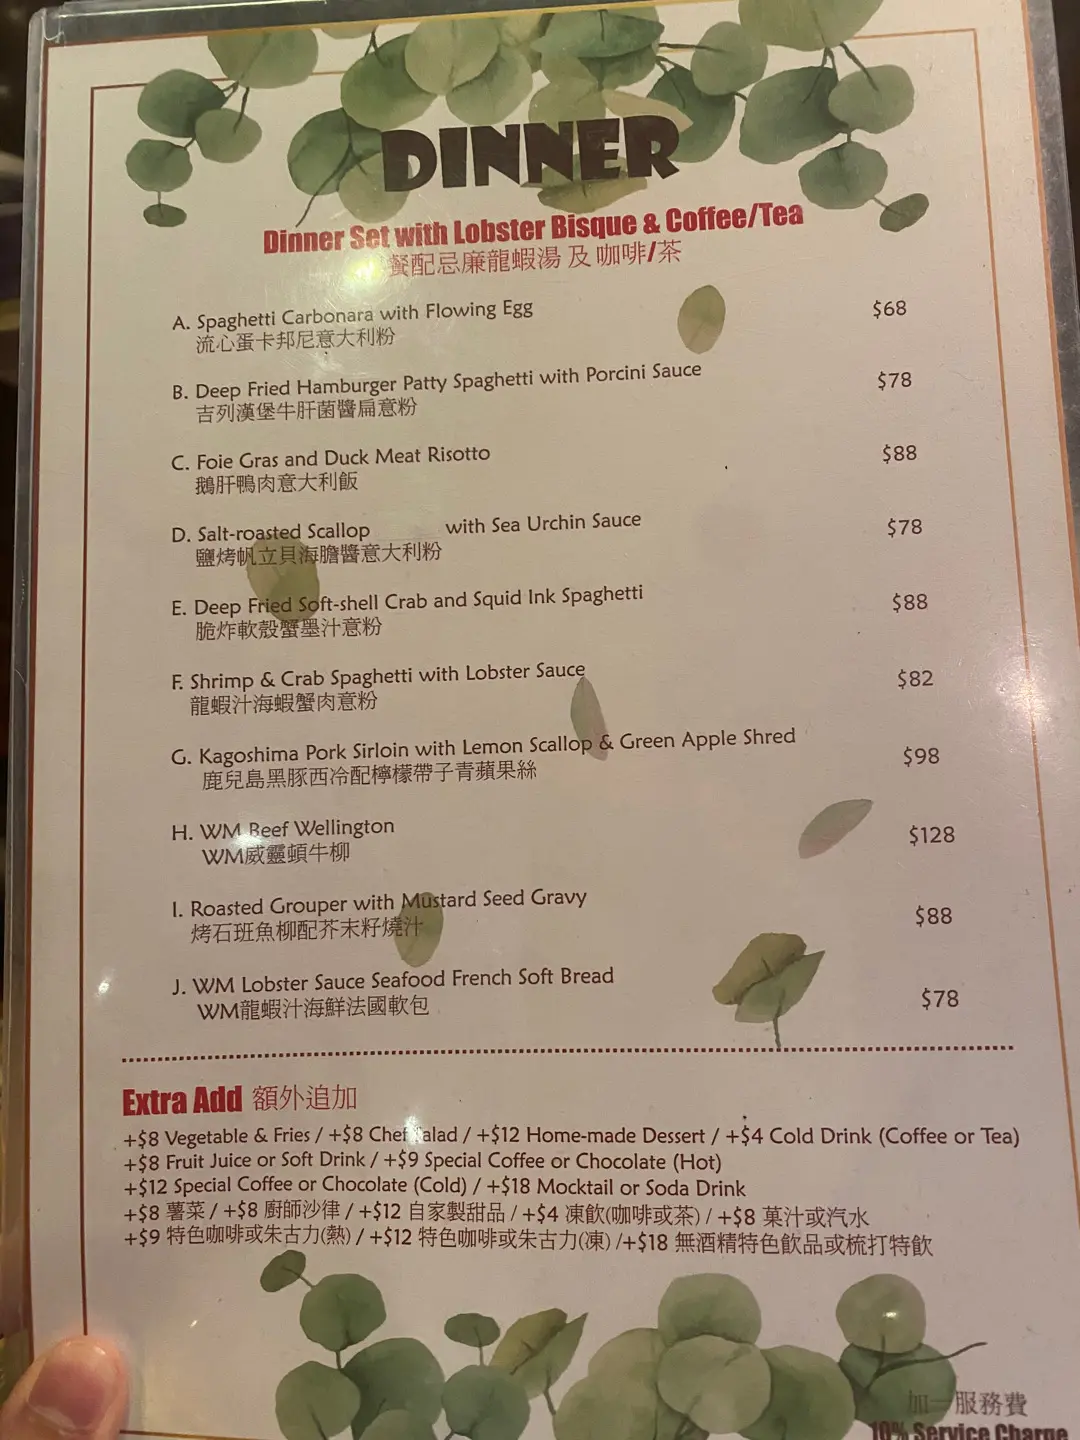 DINNER
Dinner Set with Lobster Bisque & Coffee/Tea
餐配忌廉龍蝦湯 及 咖啡/茶
A. Spaghetti Carbonara with Flowing Egg $68
流心蛋卡邦尼意大利粉
B. Deep Fried Hamburger Patty Spaghetti with Porcini Sauce $78
吉列漢堡牛肝菌醬扁意粉
C. Foie Gras and Duck Meat Risotto $88
鵝肝鴨肉意大利飯
D. Salt-roasted Scallop with Sea Urchin Sauce $78
鹽烤帆立貝海膽醬意大利粉
E. Deep Fried Soft-shell Crab and Squid Ink Spaghetti $88
脆炸軟殼蟹墨汁意粉
F. Shrimp & Crab Spaghetti with Lobster Sauce $82
龍蝦汁海蝦蟹肉意粉
G. Kagoshima Pork Sirloin with Lemon Scallop & Green Apple Shred $98
鹿兒島黑豚西冷配檸檬帶子青蘋果絲
H. WM Beef Wellington $128
WM威靈頓牛柳
I. Roasted Grouper with Mustard Seed Gravy $88
烤石班魚柳配芥末籽燒汁
J. WM Lobster Sauce Seafood French Soft Bread $78
WM龍蝦汁海鮮法國軟包
Extra Add 額外追加
+$8 Vegetable & Fries / +$8 Chef Salad / +$12 Home-made Dessert / +$4 Cold Drink (Coffee or Tea)
+$8 Fruit Juice or Soft Drink / +$9 Special Coffee or Chocolate (Hot)
+$12 Special Coffee or Chocolate (Cold) / +$18 Mocktail or Soda Drink
+$8 薯菜 / +$8 廚師沙律 / +$12 自家製甜品 / +$4 凍飲(咖啡或茶) / +$8 菓汁或汽水
+$9 特色咖啡或朱古力(熱) / +$12 特色咖啡或朱古力(凍) /+$18 無酒精特色飲品或梳打特飲
加一服務費
10% Service Charge